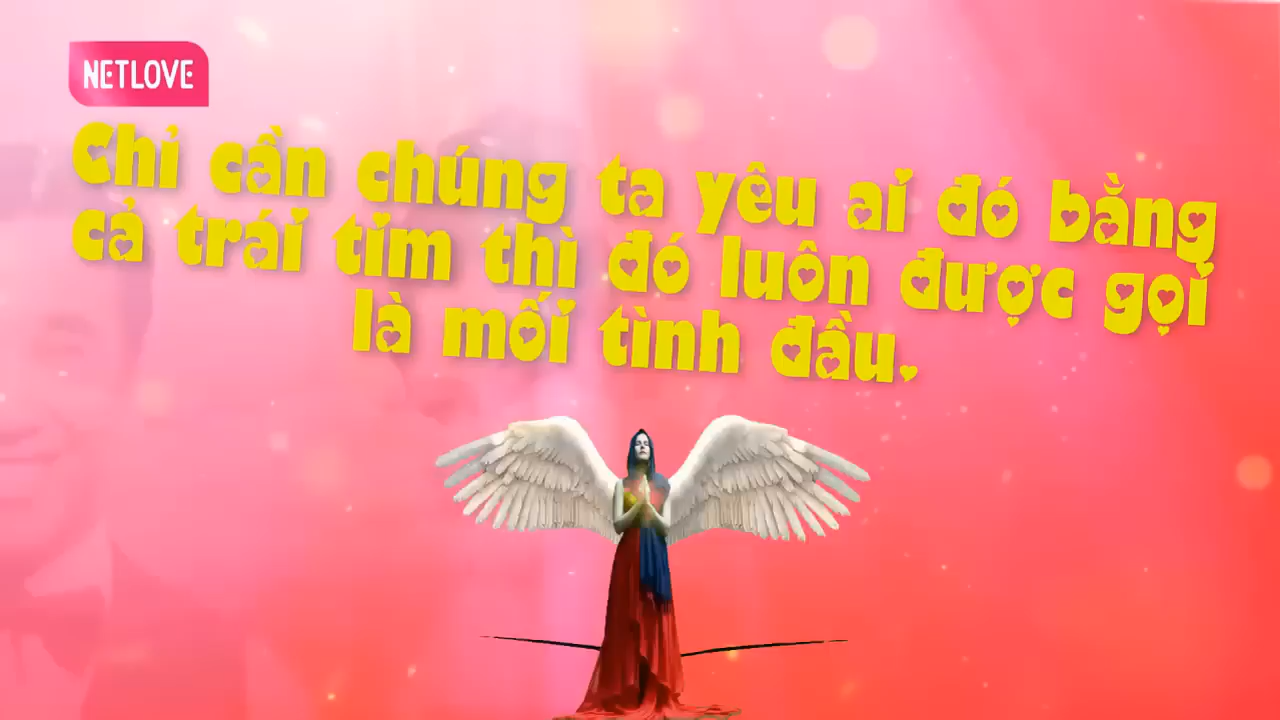 NETLOVE
Chỉ cần chúng ta yêu ai đó bằng
cả trái tim thì đó luôn được gọi
là mối tình đầu.